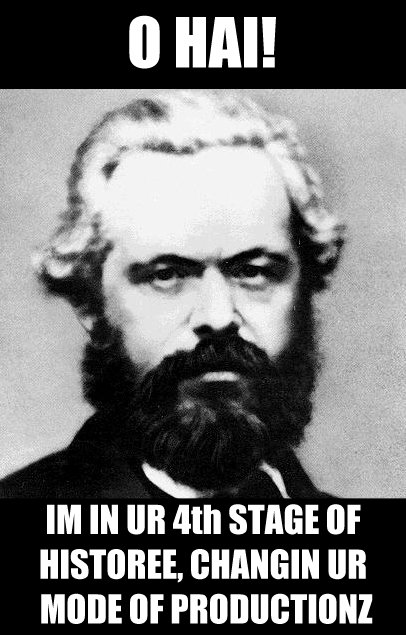 O HAI!
IM IN UR 4th STAGE OF
HISTOREE, CHANGIN UR
MODE OF PRODUCTIONZ